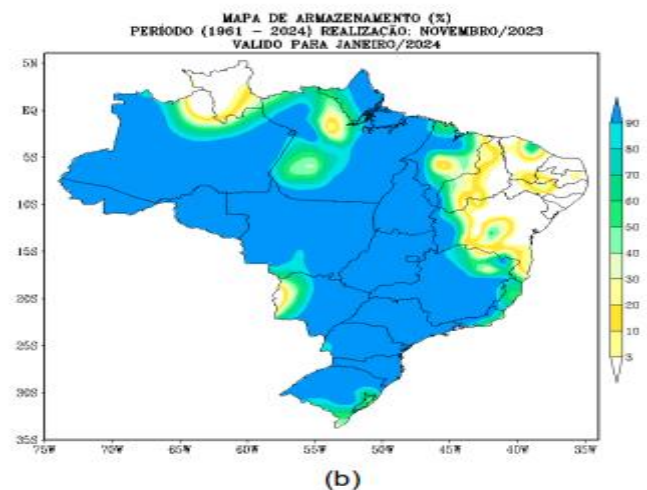 MAPA DE ARMAZENAMENTO (%)
PERÍODO (1961 - 2024) REALIZAÇÃO: NOVEMBRO/2023
VALIDO PARA JANEIRO/2024
5N
EQ
5S
10S
15S
20S
25S
30S
35S
75W
70W
65W
60W
55W
50W
45W
40W
35W
90
80
70
60
50
40
30
20
10
3
(b)